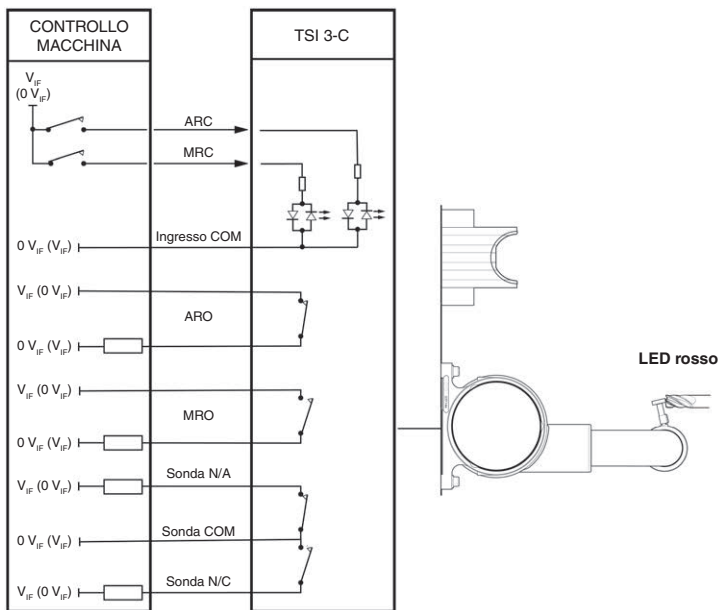 CONTROLLO
MACCHINA
TSI 3-C
V_IF
(0 V_IF)
ARC
MRC
Ingresso COM
0 V_IF (V_IF)
V_IF (0 V_IF)
ARO
0 V_IF (V_IF)
V_IF (0 V_IF)
MRO
0 V_IF (V_IF)
Sonda N/A
V_IF (0 V_IF)
Sonda COM
0 V_IF (V_IF)
Sonda N/C
V_IF (0 V_IF)
LED rosso